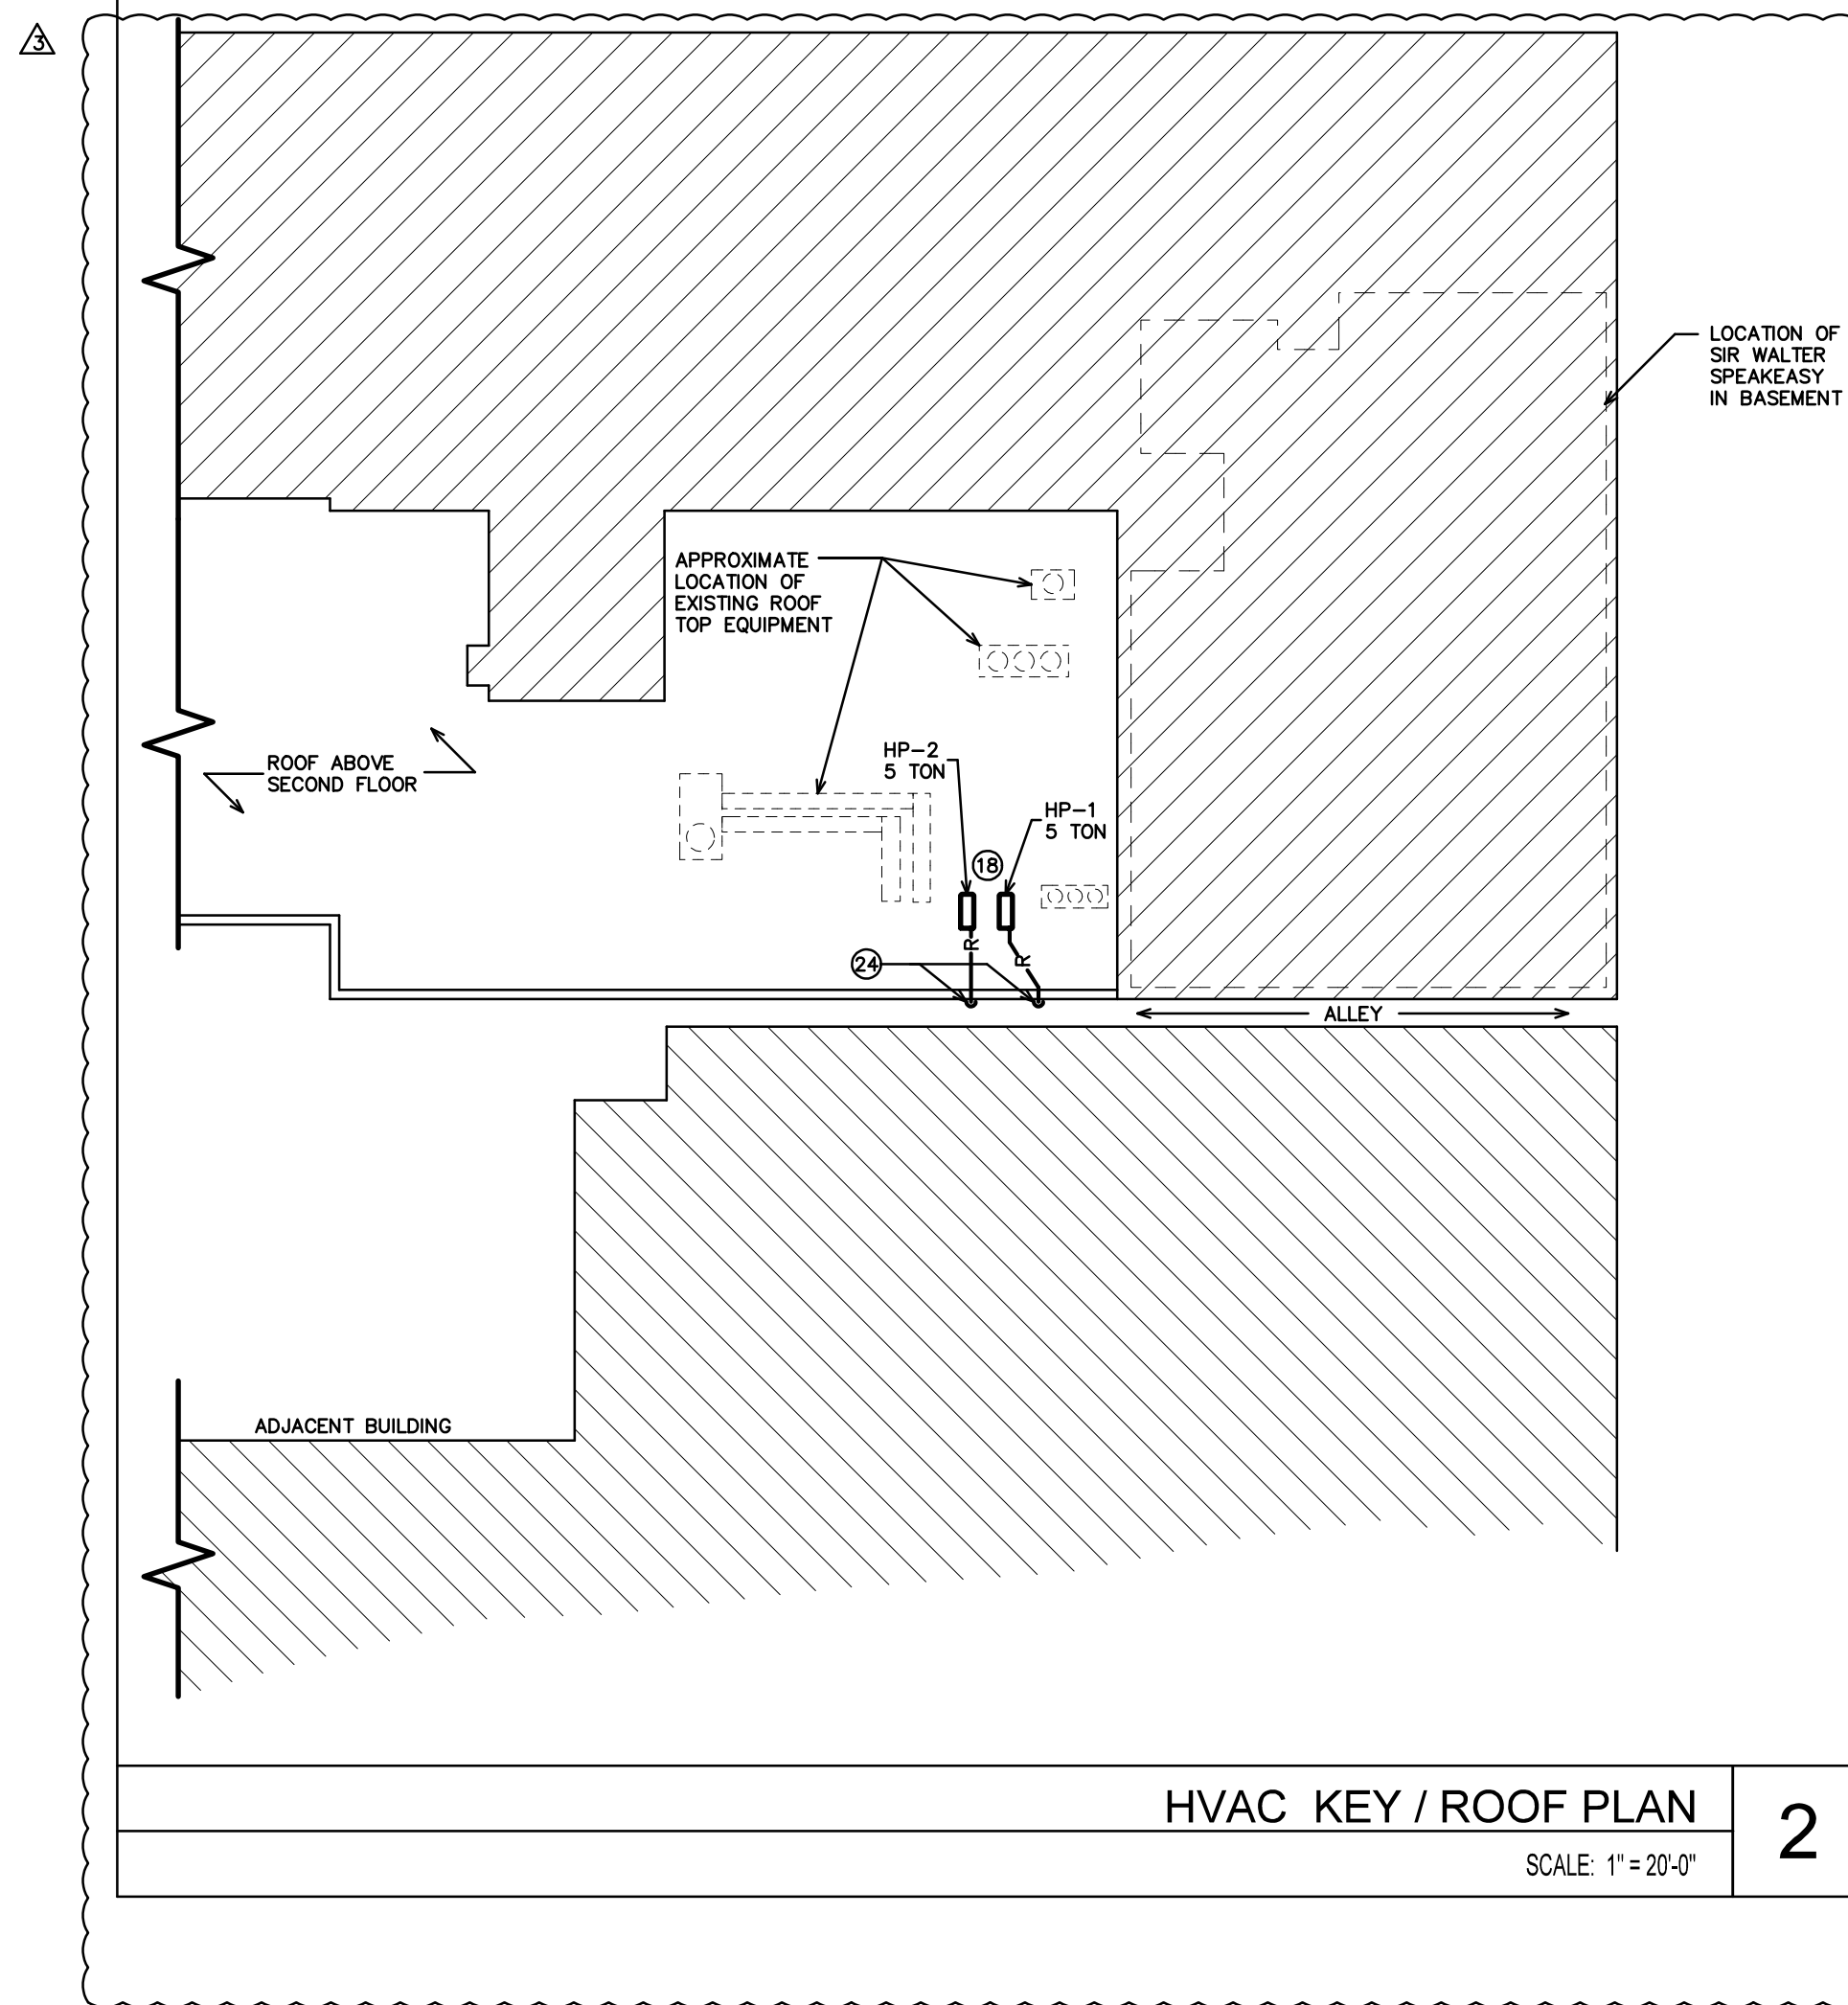 3
LOCATION OF
SIR WALTER
SPEAKEASY
IN BASEMENT
APPROXIMATE
LOCATION OF
EXISTING ROOF
TOP EQUIPMENT
HP-2
5 TON
ROOF ABOVE
SECOND FLOOR
HP-1
5 TON
18
R
R
24
ALLEY
ADJACENT BUILDING
HVAC KEY / ROOF PLAN
2
SCALE: 1" = 20'-0"